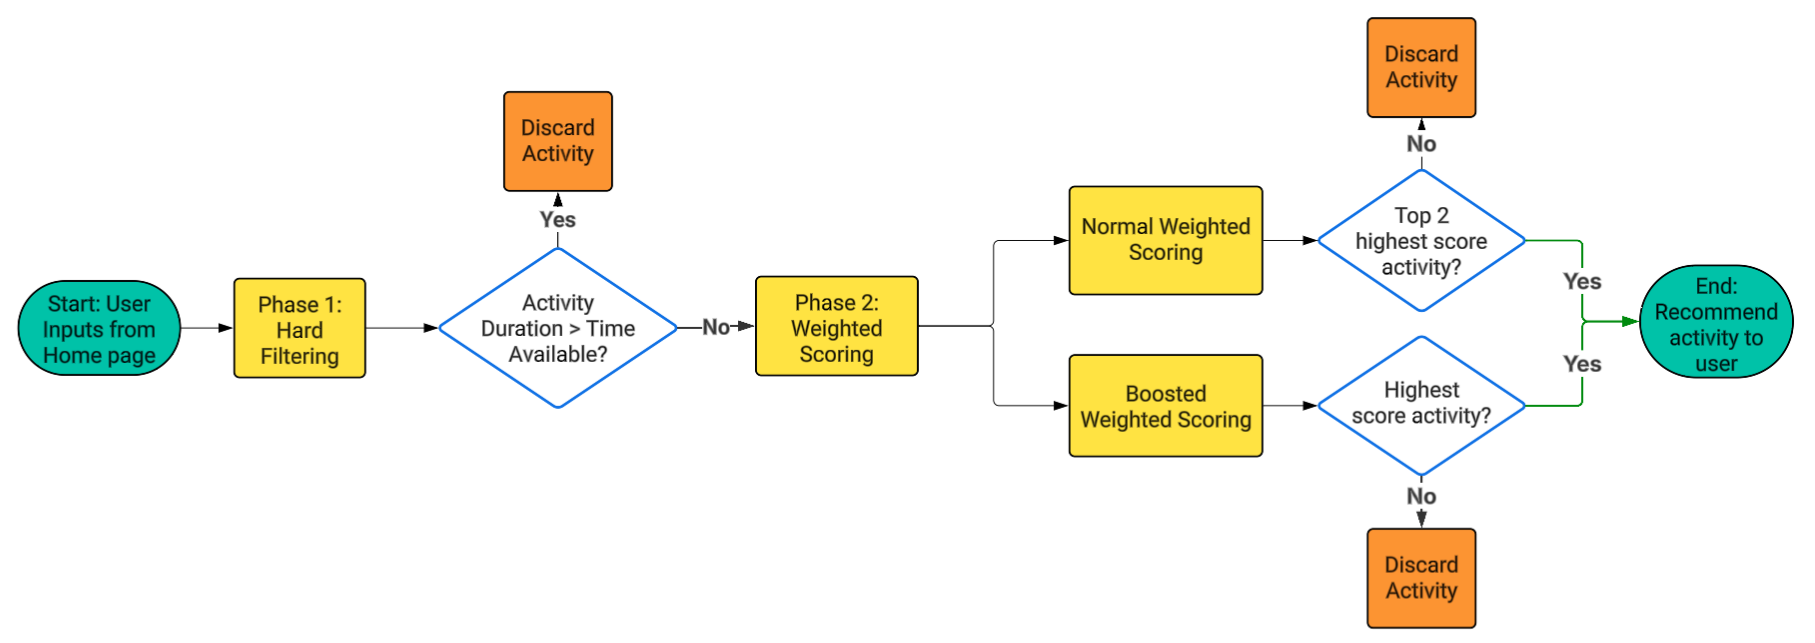 Start: User
Inputs from
Home page
Phase 1:
Hard
Filtering
Discard
Activity
Yes
Activity
Duration > Time
Available?
No
Phase 2:
Weighted
Scoring
Normal Weighted
Scoring
Boosted
Weighted Scoring
Discard
Activity
No
Top 2
highest score
activity?
Yes
Highest
score activity?
Yes
No
Discard
Activity
End:
Recommend
activity to
user